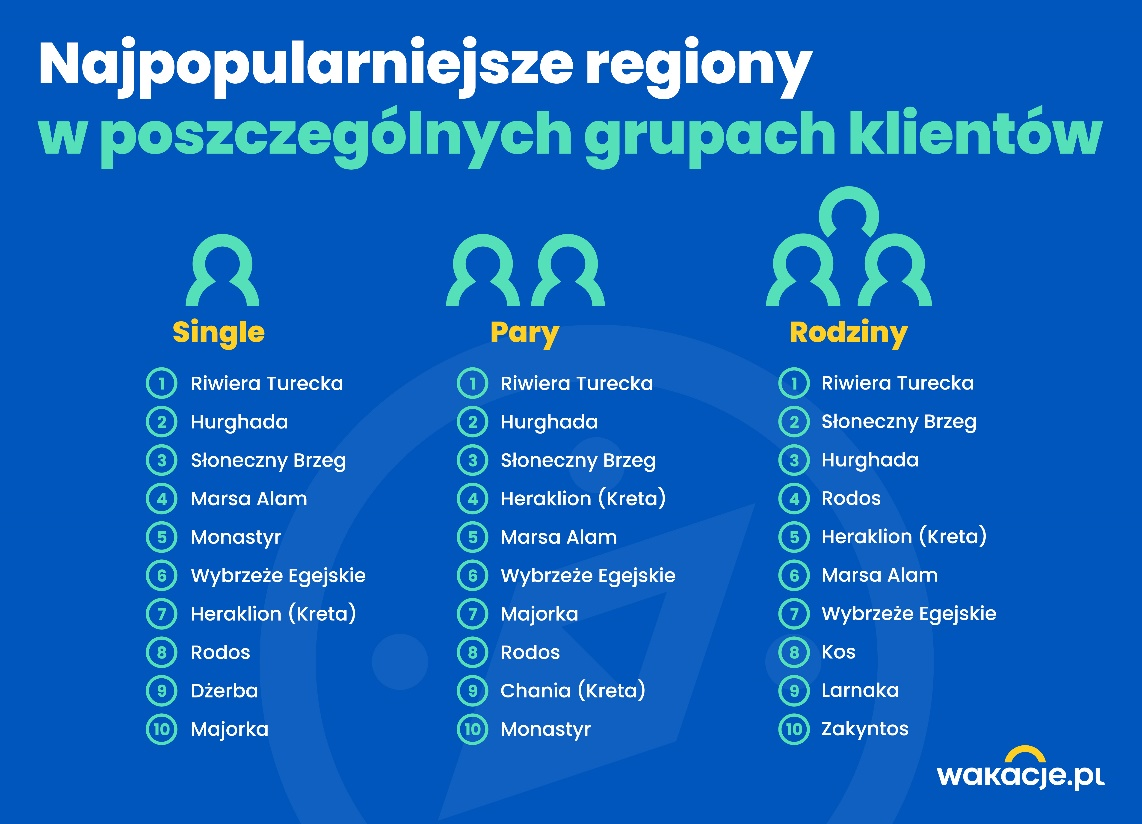 Najpopularniejsze regiony
w poszczególnych grupach klientów
Single
1 Riwiera Turecka
2 Hurghada
3 Słoneczny Brzeg
4 Marsa Alam
5 Monastyr
6 Wybrzeże Egejskie
7 Heraklion (Kreta)
8 Rodos
9 Dżerba
10 Majorka
Pary
1 Riwiera Turecka
2 Hurghada
3 Słoneczny Brzeg
4 Heraklion (Kreta)
5 Marsa Alam
6 Wybrzeże Egejskie
7 Majorka
8 Rodos
9 Chania (Kreta)
10 Monastyr
Rodziny
1 Riwiera Turecka
2 Słoneczny Brzeg
3 Hurghada
4 Rodos
5 Heraklion (Kreta)
6 Marsa Alam
7 Wybrzeże Egejskie
8 Kos
9 Larnaka
10 Zakyntos
wakacje.pl